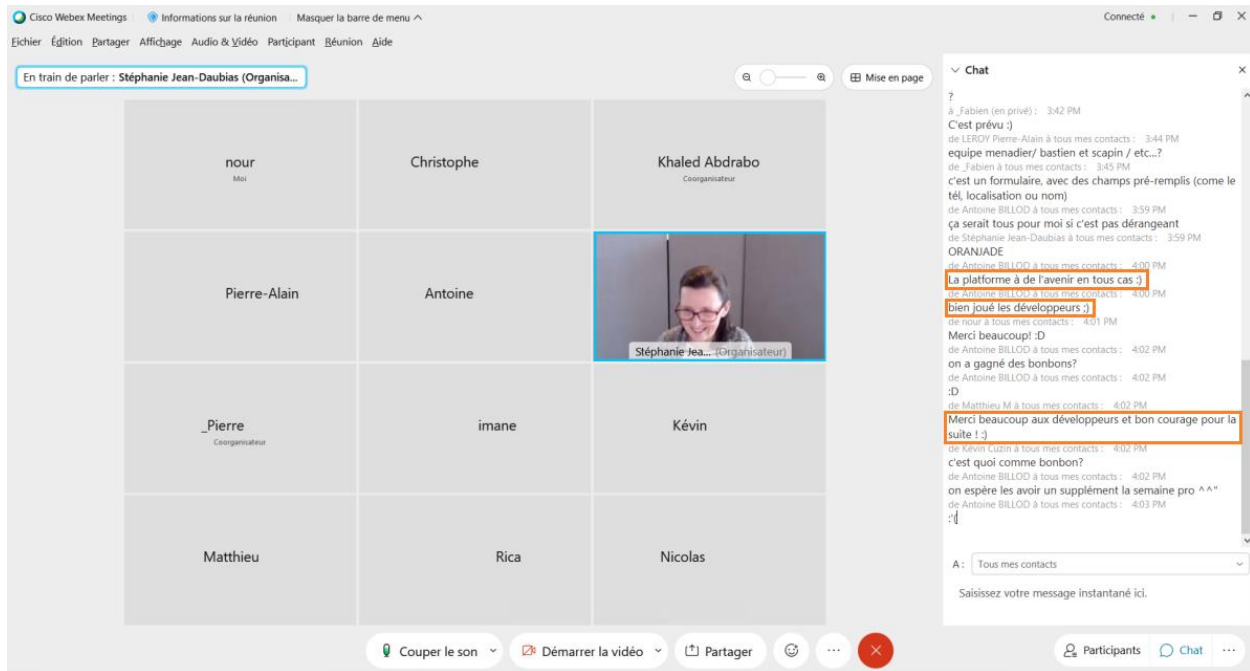 Cisco Webex Meetings
Informations sur la réunion
Masquer la barre de menu
Connecté
Fichier Édition Partager Affichage Audio & Vidéo Participant Réunion Aide
En train de parler : Stéphanie Jean-Daubias (Organisa...
Mise en page
nour
Moi
Christophe
Khaled Abdrabo
Coorganisateur
Pierre-Alain
Antoine
Stéphanie Jea... (Organisateur)
_Pierre
Coorganisateur
imane
Kévin
Matthieu
Rica
Nicolas
Chat
?
à _Fabien (en privé) : 3:42 PM
C'est prévu :)
de LEROY Pierre-Alain à tous mes contacts : 3:44 PM
equipe menadier/ bastien et scapin / etc...?
de _Fabien à tous mes contacts : 3:45 PM
c'est un formulaire, avec des champs pré-remplis (come le
tél, localisation ou nom)
de Antoine BILLOD à tous mes contacts : 3:59 PM
ça serait tous pour moi si c'est pas dérangeant
de Stéphanie Jean-Daubias à tous mes contacts : 3:59 PM
ORANJADE
de Antoine BILLOD à tous mes contacts : 4:00 PM
La platforme à de l'avenir en tous cas :)
de Antoine BILLOD à tous mes contacts : 4:00 PM
bien joué les développeurs ;)
de nour à tous mes contacts : 4:01 PM
Merci beaucoup! :D
de Antoine BILLOD à tous mes contacts : 4:02 PM
on a gagné des bonbons?
de Antoine BILLOD à tous mes contacts : 4:02 PM
:D
de Matthieu M à tous mes contacts : 4:02 PM
Merci beaucoup aux développeurs et bon courage pour la
suite ! :)
de Kévin Cuzin à tous mes contacts : 4:02 PM
c'est quoi comme bonbon?
de Antoine BILLOD à tous mes contacts : 4:02 PM
on espère les avoir un supplément la semaine pro ^^"
de Antoine BILLOD à tous mes contacts : 4:03 PM
:'(
A : Tous mes contacts
Saisissez votre message instantané ici.
Couper le son
Démarrer la vidéo
Partager
Participants
Chat